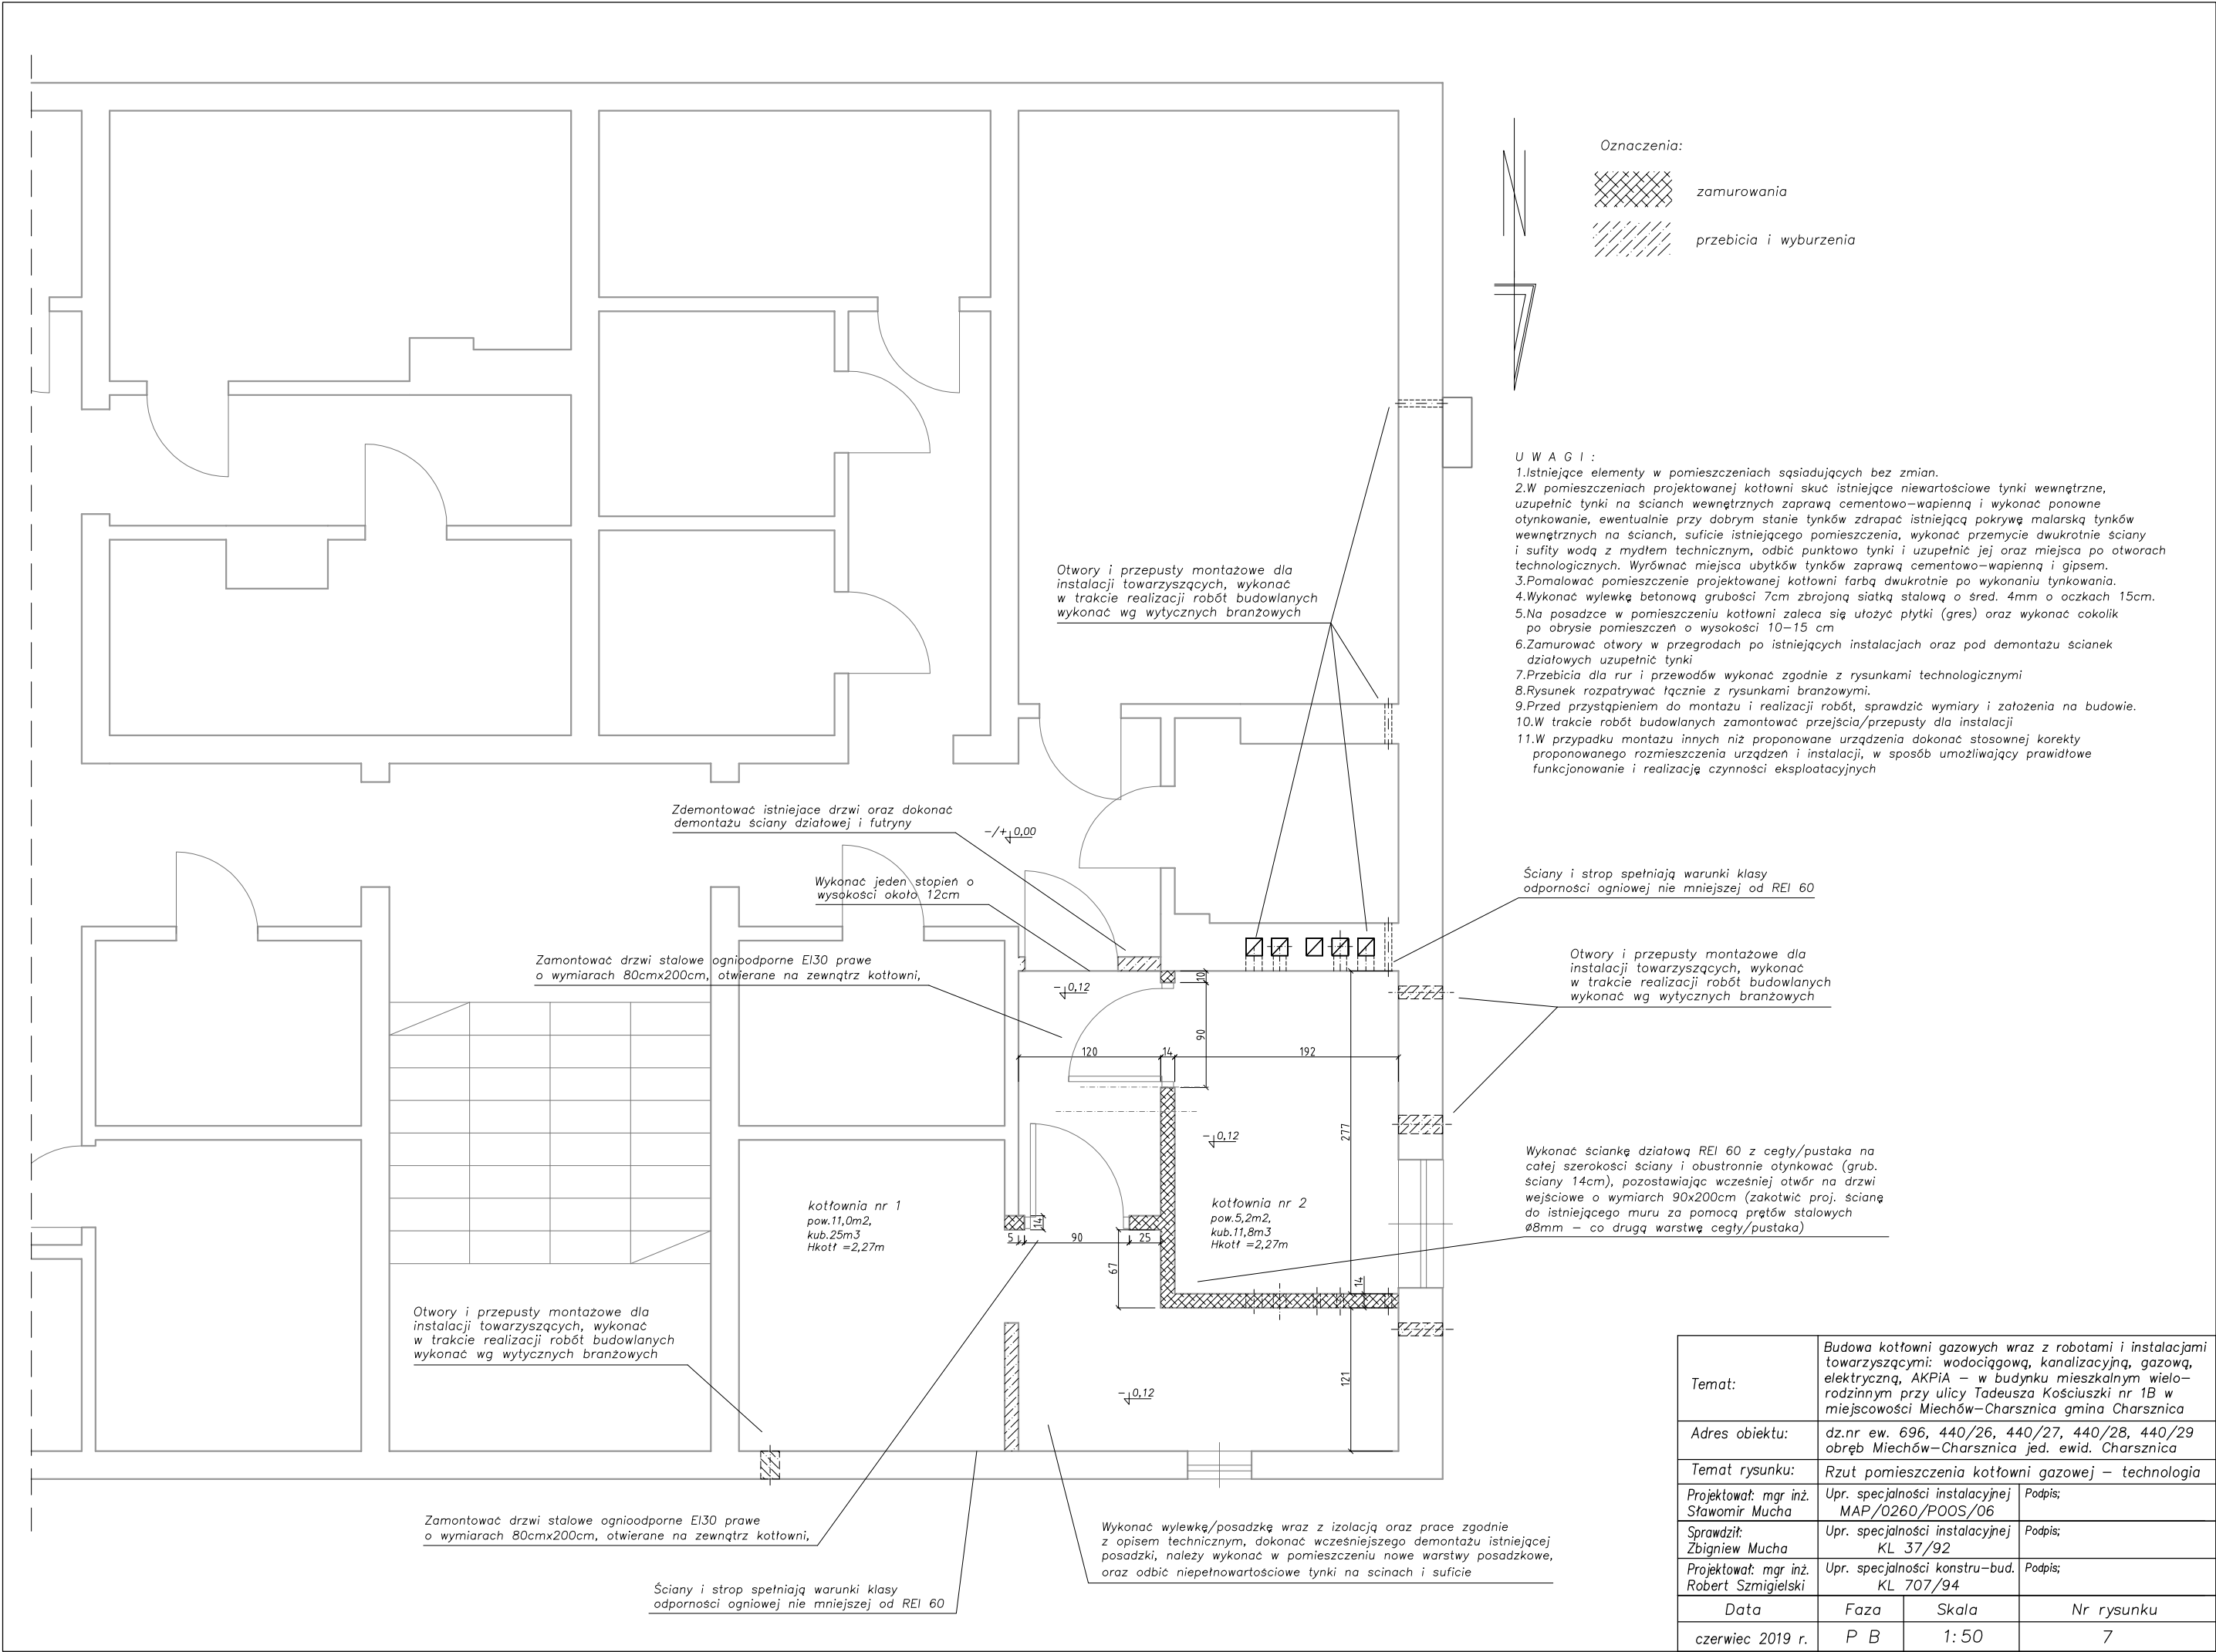 Oznaczenia:
zamurowania
przebicia i wyburzenia
N
U W A G I :
1.Istniejące elementy w pomieszczeniach sąsiadujących bez zmian.
2.W pomieszczeniach projektowanej kotłowni skuć istniejące niewartościowe tynki wewnętrzne,
uzupełnić tynki na ścianch wewnętrznych zaprawą cementowo-wapienną i wykonać ponowne
otynkowanie, ewentualnie przy dobrym stanie tynków zdrapać istniejącą pokrywę malarską tynków
wewnętrznych na ścianch, suficie istniejącego pomieszczenia, wykonać przemycie dwukrotnie ściany
i sufity wodą z mydłem technicznym, odbić punktowo tynki i uzupełnić jej oraz miejsca po otworach
technologicznych. Wyrównać miejsca ubytków tynków zaprawą cementowo-wapienną i gipsem.
3.Pomalować pomieszczenie projektowanej kotłowni farbą dwukrotnie po wykonaniu tynkowania.
4.Wykonać wylewkę betonową grubości 7cm zbrojoną siatką stalową o śred. 4mm o oczkach 15cm.
5.Na posadzce w pomieszczeniu kotłowni zaleca się ułożyć płytki (gres) oraz wykonać cokolik
po obrysie pomieszczeń o wysokości 10-15 cm
6.Zamurować otwory w przegrodach po istniejących instalacjach oraz pod demontażu ścianek
działowych uzupełnić tynki
7.Przebicia dla rur i przewodów wykonać zgodnie z rysunkami technologicznymi
8.Rysunek rozpatrywać łącznie z rysunkami branżowymi.
9.Przed przystąpieniem do montażu i realizacji robót, sprawdzić wymiary i założenia na budowie.
10.W trakcie robót budowlanych zamontować przejścia/przepusty dla instalacji
11.W przypadku montażu innych niż proponowane urządzenia dokonać stosownej korekty
proponowanego rozmieszczenia urządzeń i instalacji, w sposób umożliwiający prawidłowe
funkcjonowanie i realizację czynności eksploatacyjnych
Otwory i przepusty montażowe dla
instalacji towarzyszących, wykonać
w trakcie realizacji robót budowlanych
wykonać wg wytycznych branżowych
Zdemontować istniejace drzwi oraz dokonać
demontażu ściany działowej i futryny
-/+ 0,00
Wykonać jeden stopień o
wysokości około 12cm
Ściany i strop spełniają warunki klasy
odporności ogniowej nie mniejszej od REI 60
Zamontować drzwi stalowe ognioodporne EI30 prawe
o wymiarach 80cmx200cm, otwierane na zewnątrz kotłowni,
Otwory i przepusty montażowe dla
instalacji towarzyszących, wykonać
w trakcie realizacji robót budowlanych
wykonać wg wytycznych branżowych
- 0,12
10
90
120
14
192
277
- 0,12
Wykonać ściankę działową REI 60 z cegły/pustaka na
całej szerokości ściany i obustronnie otynkować (grub.
ściany 14cm), pozostawiając wcześniej otwór na drzwi
wejściowe o wymiarch 90x200cm (zakotwić proj. ścianę
do istniejącego muru za pomocą prętów stalowych
ø8mm - co drugą warstwę cegły/pustaka)
kotłownia nr 1
pow.11,0m2,
kub.25m3
Hkotł =2,27m
kotłownia nr 2
pow.5,2m2,
kub.11,8m3
Hkotł =2,27m
14
5
90
25
67
14
Otwory i przepusty montażowe dla
instalacji towarzyszących, wykonać
w trakcie realizacji robót budowlanych
wykonać wg wytycznych branżowych
- 0,12
121
Zamontować drzwi stalowe ognioodporne EI30 prawe
o wymiarach 80cmx200cm, otwierane na zewnątrz kotłowni,
Wykonać wylewkę/posadzkę wraz z izolacją oraz prace zgodnie
z opisem technicznym, dokonać wcześniejszego demontażu istniejącej
posadzki, należy wykonać w pomieszczeniu nowe warstwy posadzkowe,
oraz odbić niepełnowartościowe tynki na scinach i suficie
Ściany i strop spełniają warunki klasy
odporności ogniowej nie mniejszej od REI 60
Temat:
Budowa kotłowni gazowych wraz z robotami i instalacjami
towarzyszącymi: wodociągową, kanalizacyjną, gazową,
elektryczną, AKPiA - w budynku mieszkalnym wielo-
rodzinnym przy ulicy Tadeusza Kościuszki nr 1B w
miejscowości Miechów-Charsznica gmina Charsznica
Adres obiektu:
dz.nr ew. 696, 440/26, 440/27, 440/28, 440/29
obręb Miechów-Charsznica jed. ewid. Charsznica
Temat rysunku:
Rzut pomieszczenia kotłowni gazowej - technologia
Projektował: mgr inż.
Sławomir Mucha
Upr. specjalności instalacyjnej
MAP/0260/POOS/06
Podpis;
Sprawdził:
Zbigniew Mucha
Upr. specjalności instalacyjnej
KL 37/92
Podpis;
Projektował: mgr inż.
Robert Szmigielski
Upr. specjalności konstru-bud.
KL 707/94
Podpis;
Data
Faza
Skala
Nr rysunku
czerwiec 2019 r.
P B
1:50
7